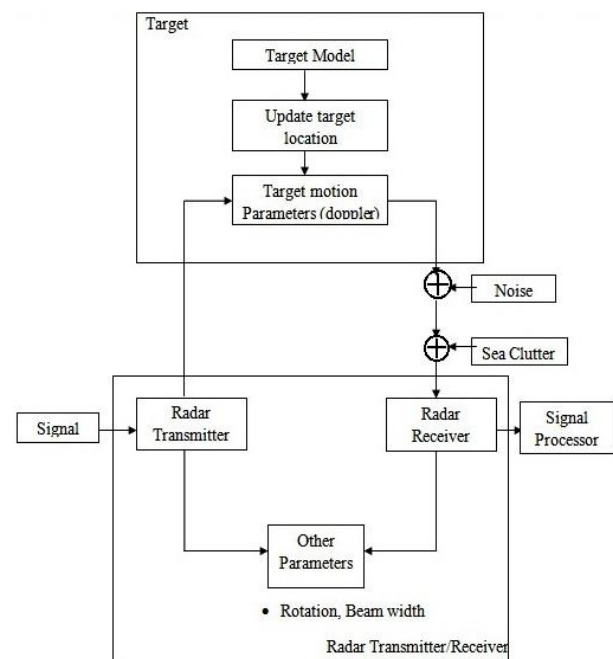 Target
Target Model
Update target
location
Target motion
Parameters (doppler)
Noise
Sea Clutter
Signal
Radar
Transmitter
Radar
Receiver
Signal
Processor
Other
Parameters
• Rotation, Beam width
Radar Transmitter/Receiver